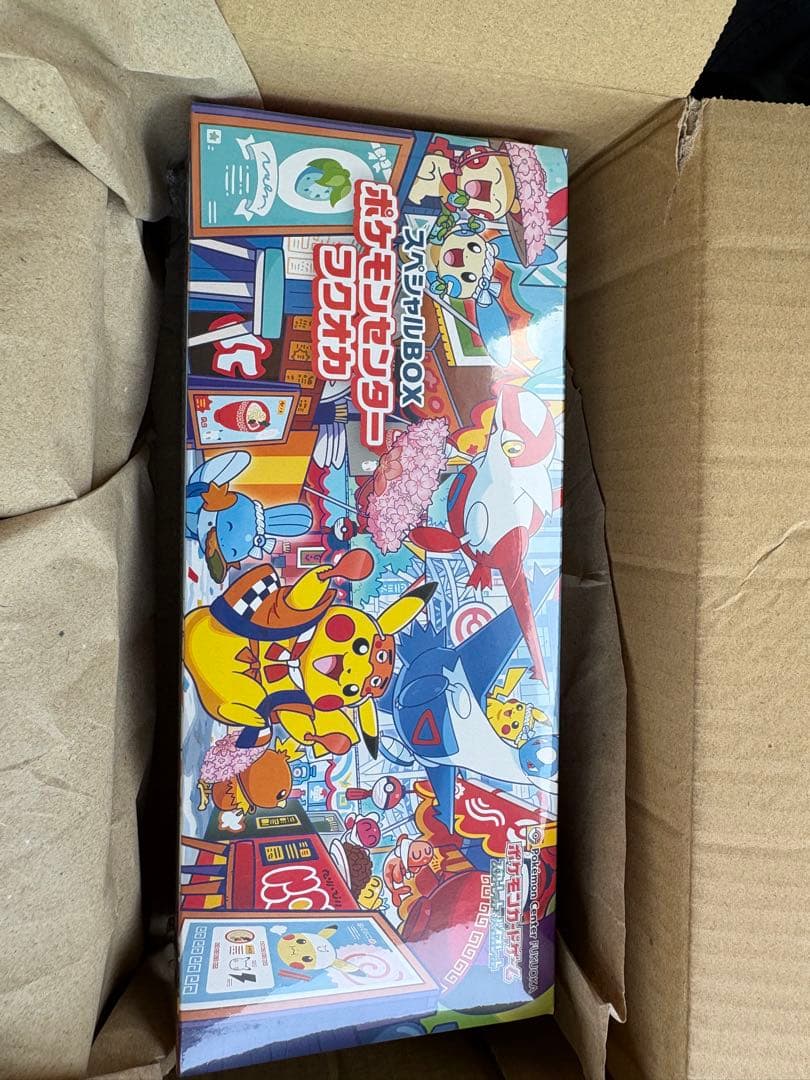 スペシャルBOX
ポケモンセンター
フクオカ
Pokémon Center FUKUOKA
ポケモンカードゲーム